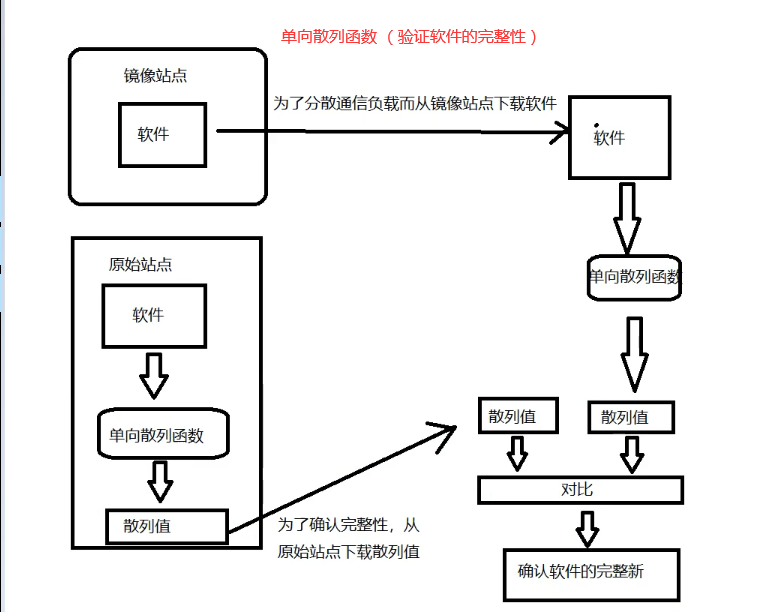 单向散列函数（验证软件的完整性）
镜像站点
软件
为了分散通信负载而从镜像站点下载软件
软件
单向散列函数
原始站点
软件
单向散列函数
散列值
为了确认完整性，从
原始站点下载散列值
散列值
散列值
对比
确认软件的完整新